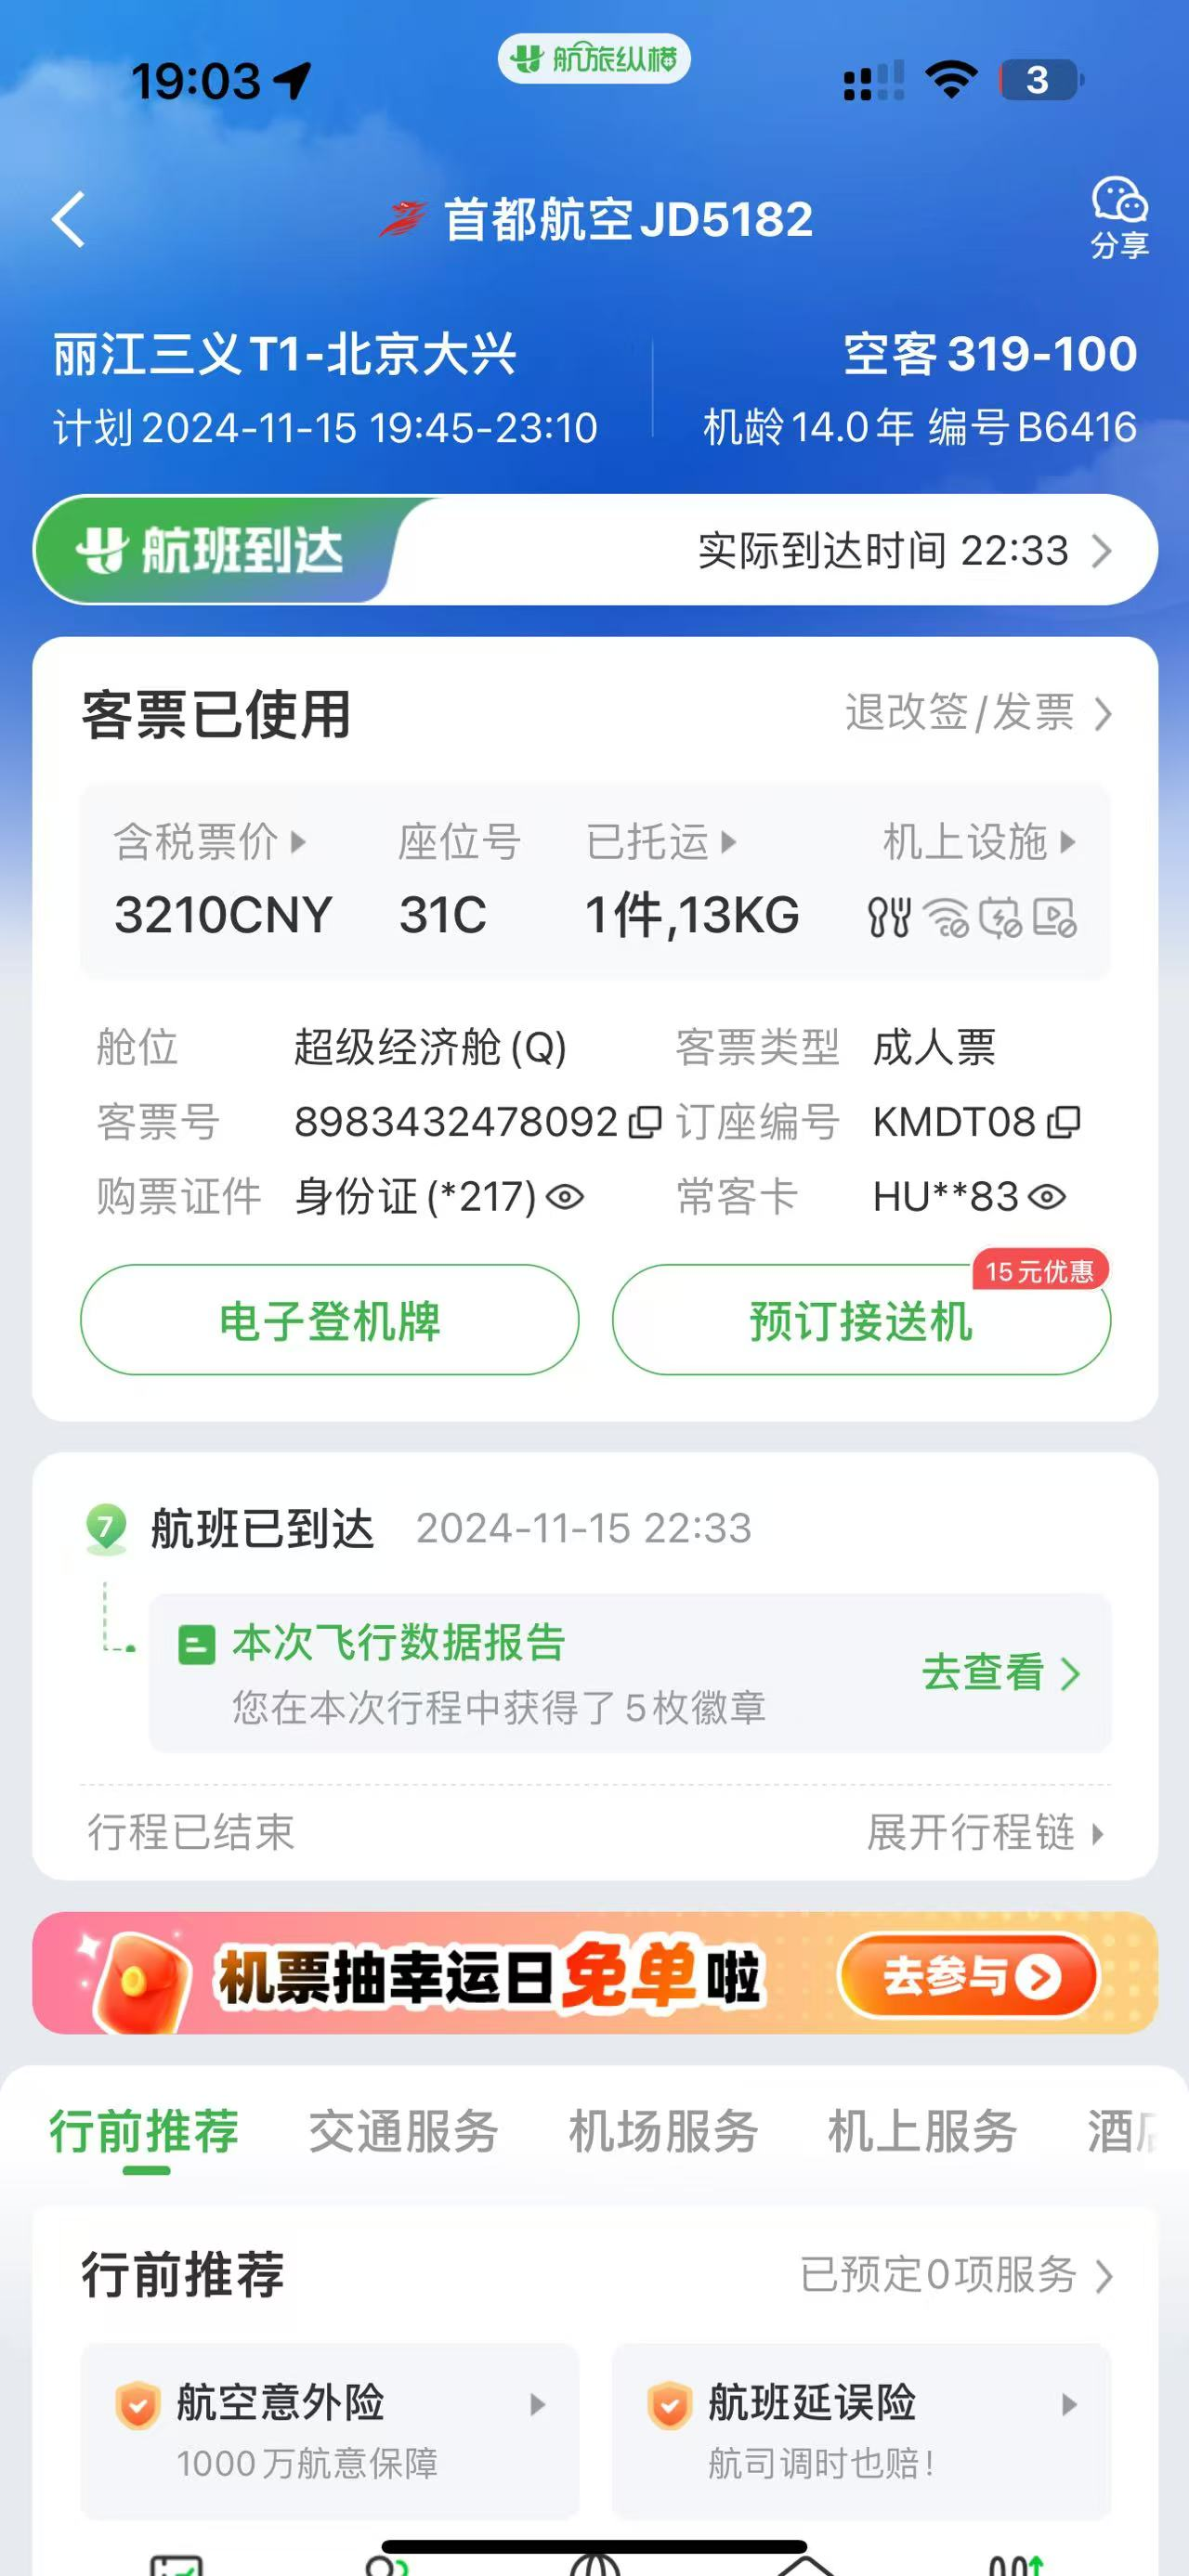 19:03
航旅纵横
3
首都航空JD5182
分享
丽江三义T1-北京大兴
空客319-100
计划2024-11-15 19:45-23:10
机龄14.0年 编号B6416
航班到达
实际到达时间 22:33
客票已使用
退改签/发票
含税票价 座位号 已托运 机上设施
3210CNY 31C 1件,13KG
舱位 超级经济舱(Q) 客票类型 成人票
客票号 8983432478092 订座编号 KMDT08
购票证件 身份证(*217) 常客卡 HU**83
15元优惠
电子登机牌
预订接送机
7 航班已到达 2024-11-15 22:33
本次飞行数据报告
去查看
您在本次行程中获得了5枚徽章
行程已结束
展开行程链
机票抽幸运日免单啦
去参与
行前推荐 交通服务 机场服务 机上服务 酒店
行前推荐
已预定0项服务
航空意外险
1000万航意保障
航班延误险
航司调时也赔!